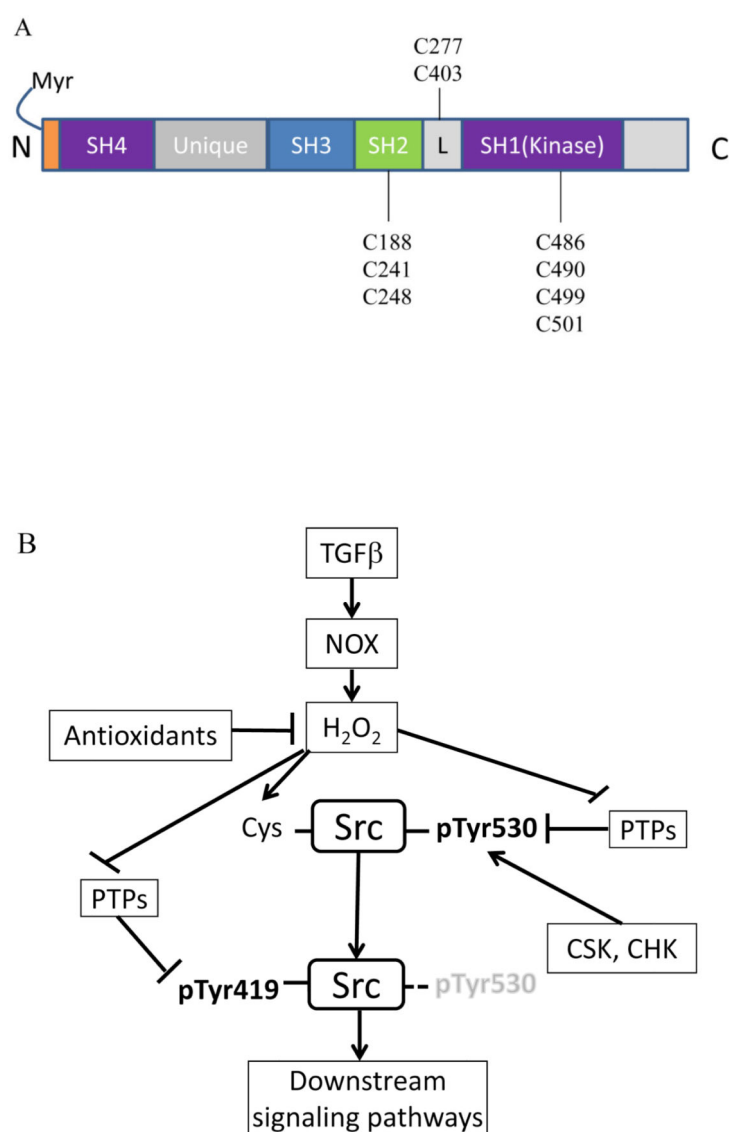 A
C277
C403
Myr
N
SH4
Unique
SH3
SH2
L
SH1(Kinase)
C
C188
C241
C248
C486
C490
C499
C501
B
TGFβ
NOX
Antioxidants
H₂O₂
Cys
Src
pTyr530
PTPs
PTPs
CSK, CHK
pTyr419
Src
pTyr530
Downstream
signaling pathways